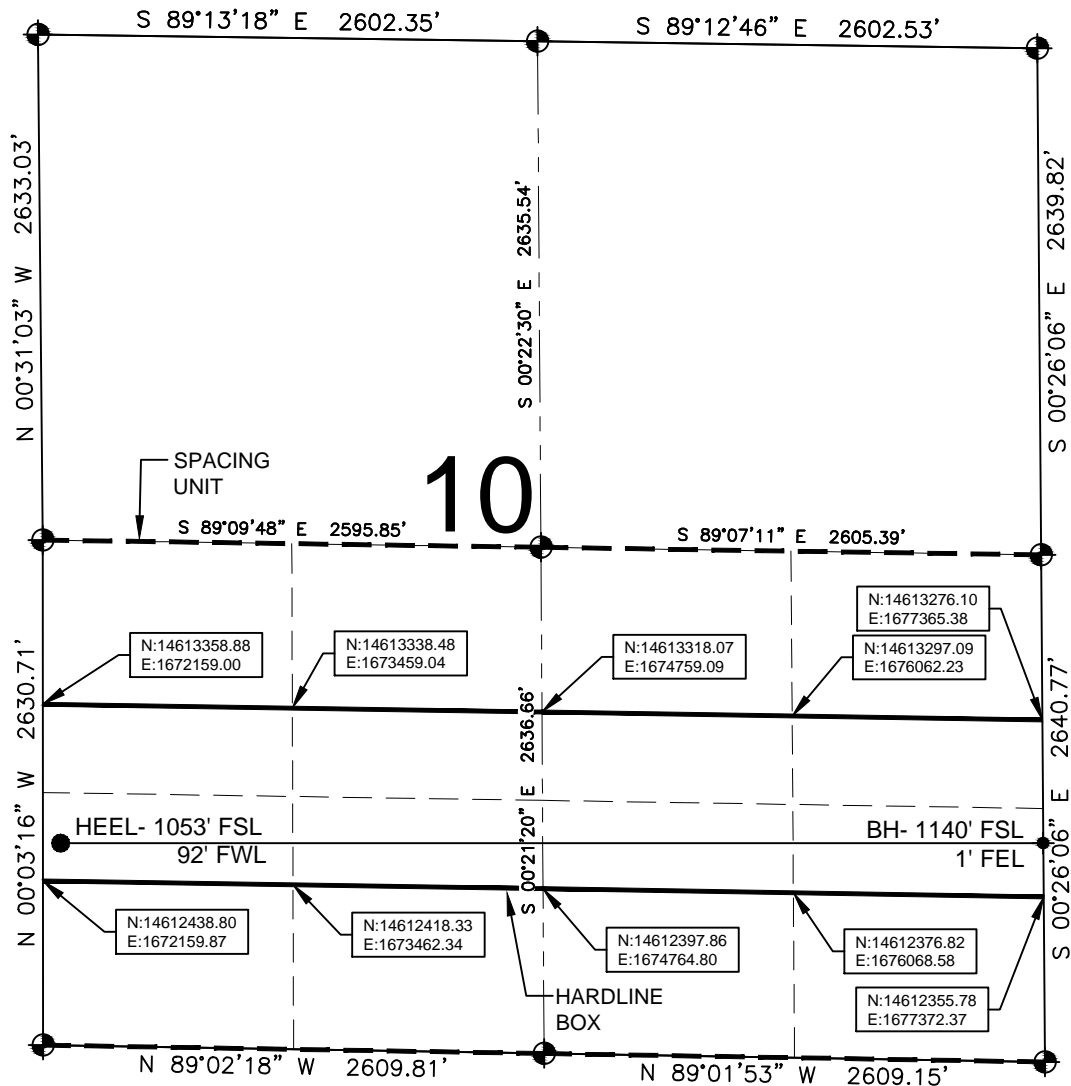 S 89°13'18" E 2602.35'
S 89°12'46" E 2602.53'
N 00°31'03" W 2633.03'
S 00°22'30" E 2635.54'
S 00°26'06" E 2639.82'
SPACING
UNIT
10
S 89°09'48" E 2595.85'
S 89°07'11" E 2605.39'
N:14613276.10
E:1677365.38
N:14613358.88
E:1672159.00
N:14613338.48
E:1673459.04
N:14613318.07
E:1674759.09
N:14613297.09
E:1676062.23
N 00°03'16" W 2630.71'
S 00°21'20" E 2636.66'
S 00°26'06" E 2640.77'
HEEL- 1053' FSL
92' FWL
BH- 1140' FSL
1' FEL
N:14612438.80
E:1672159.87
N:14612418.33
E:1673462.34
N:14612397.86
E:1674764.80
N:14612376.82
E:1676068.58
N:14612355.78
E:1677372.37
HARDLINE
BOX
N 89°02'18" W 2609.81'
N 89°01'53" W 2609.15'